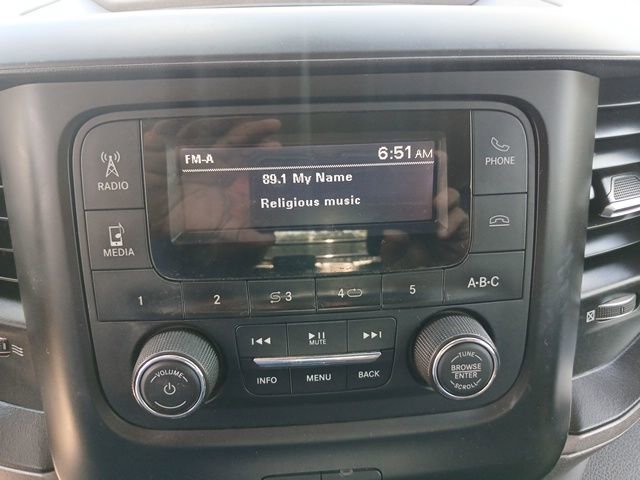 FM-A 6:51 AM
89.1 My Name
Religious music
RADIO
PHONE
MEDIA
1 2 3 4 5 A-B-C
MUTE
VOLUME
INFO MENU BACK
TUNE
BROWSE
ENTER
SCROLL